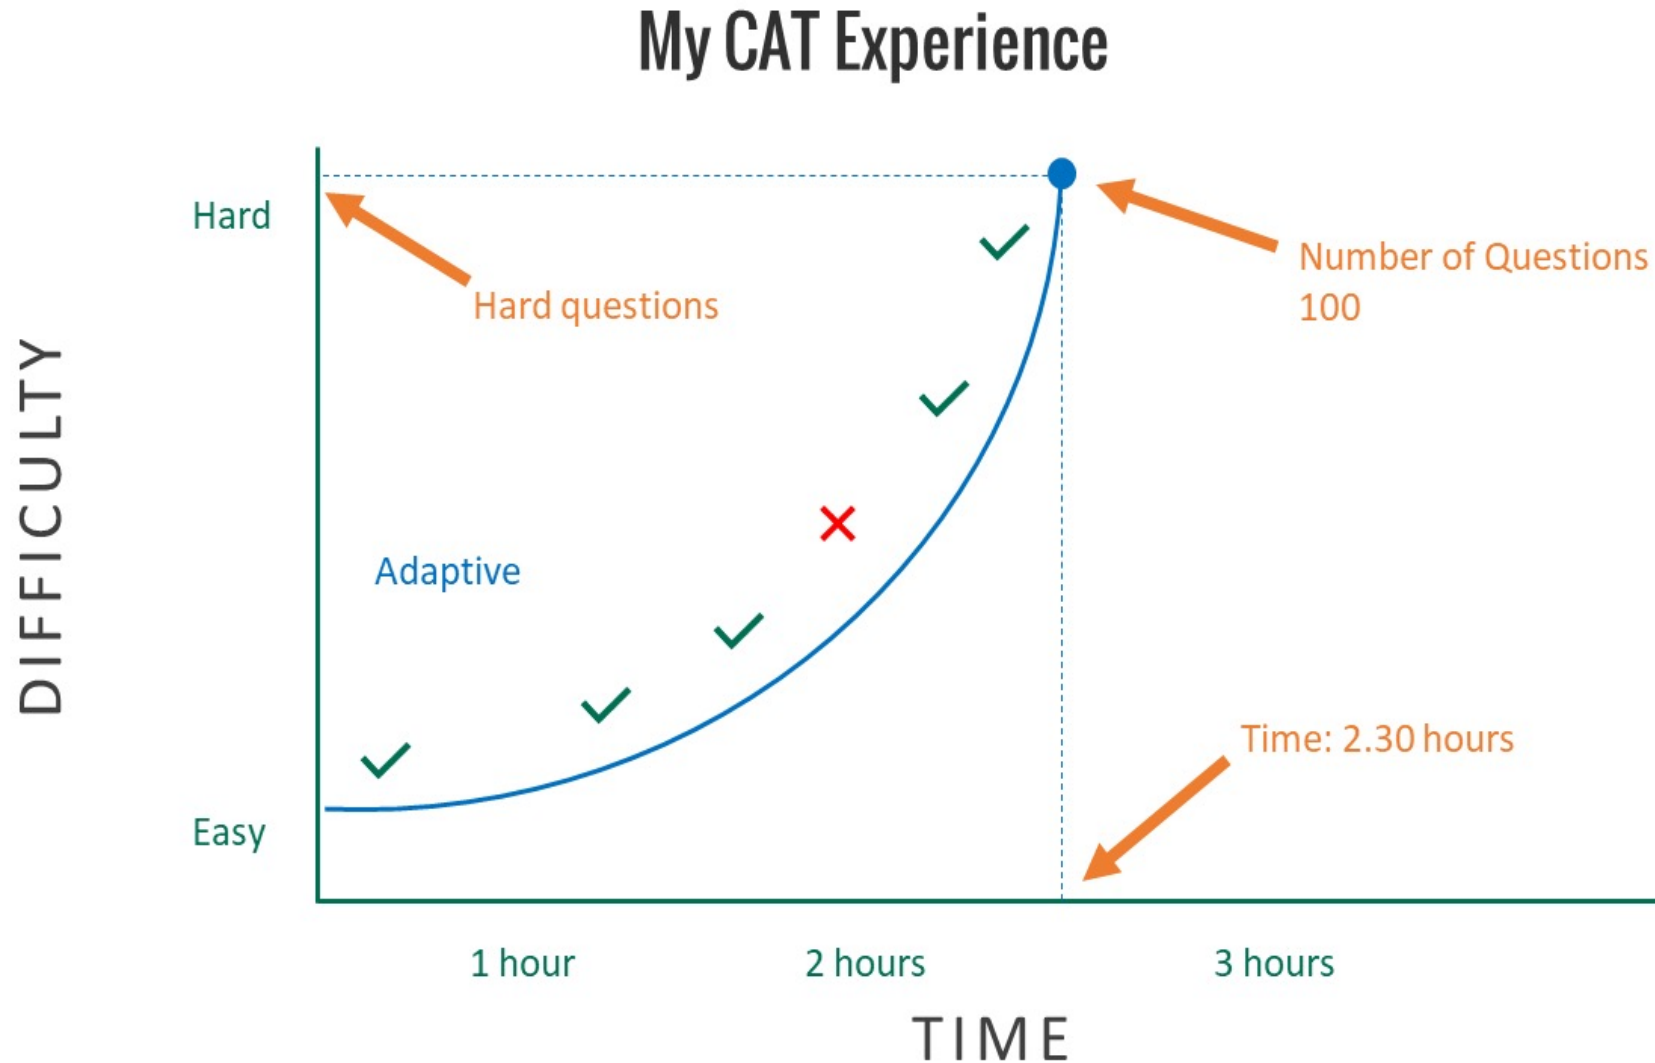 My CAT Experience
Hard
Hard questions
Number of Questions
100
DIFFICULTY
Adaptive
Time: 2.30 hours
Easy
1 hour
2 hours
3 hours
TIME